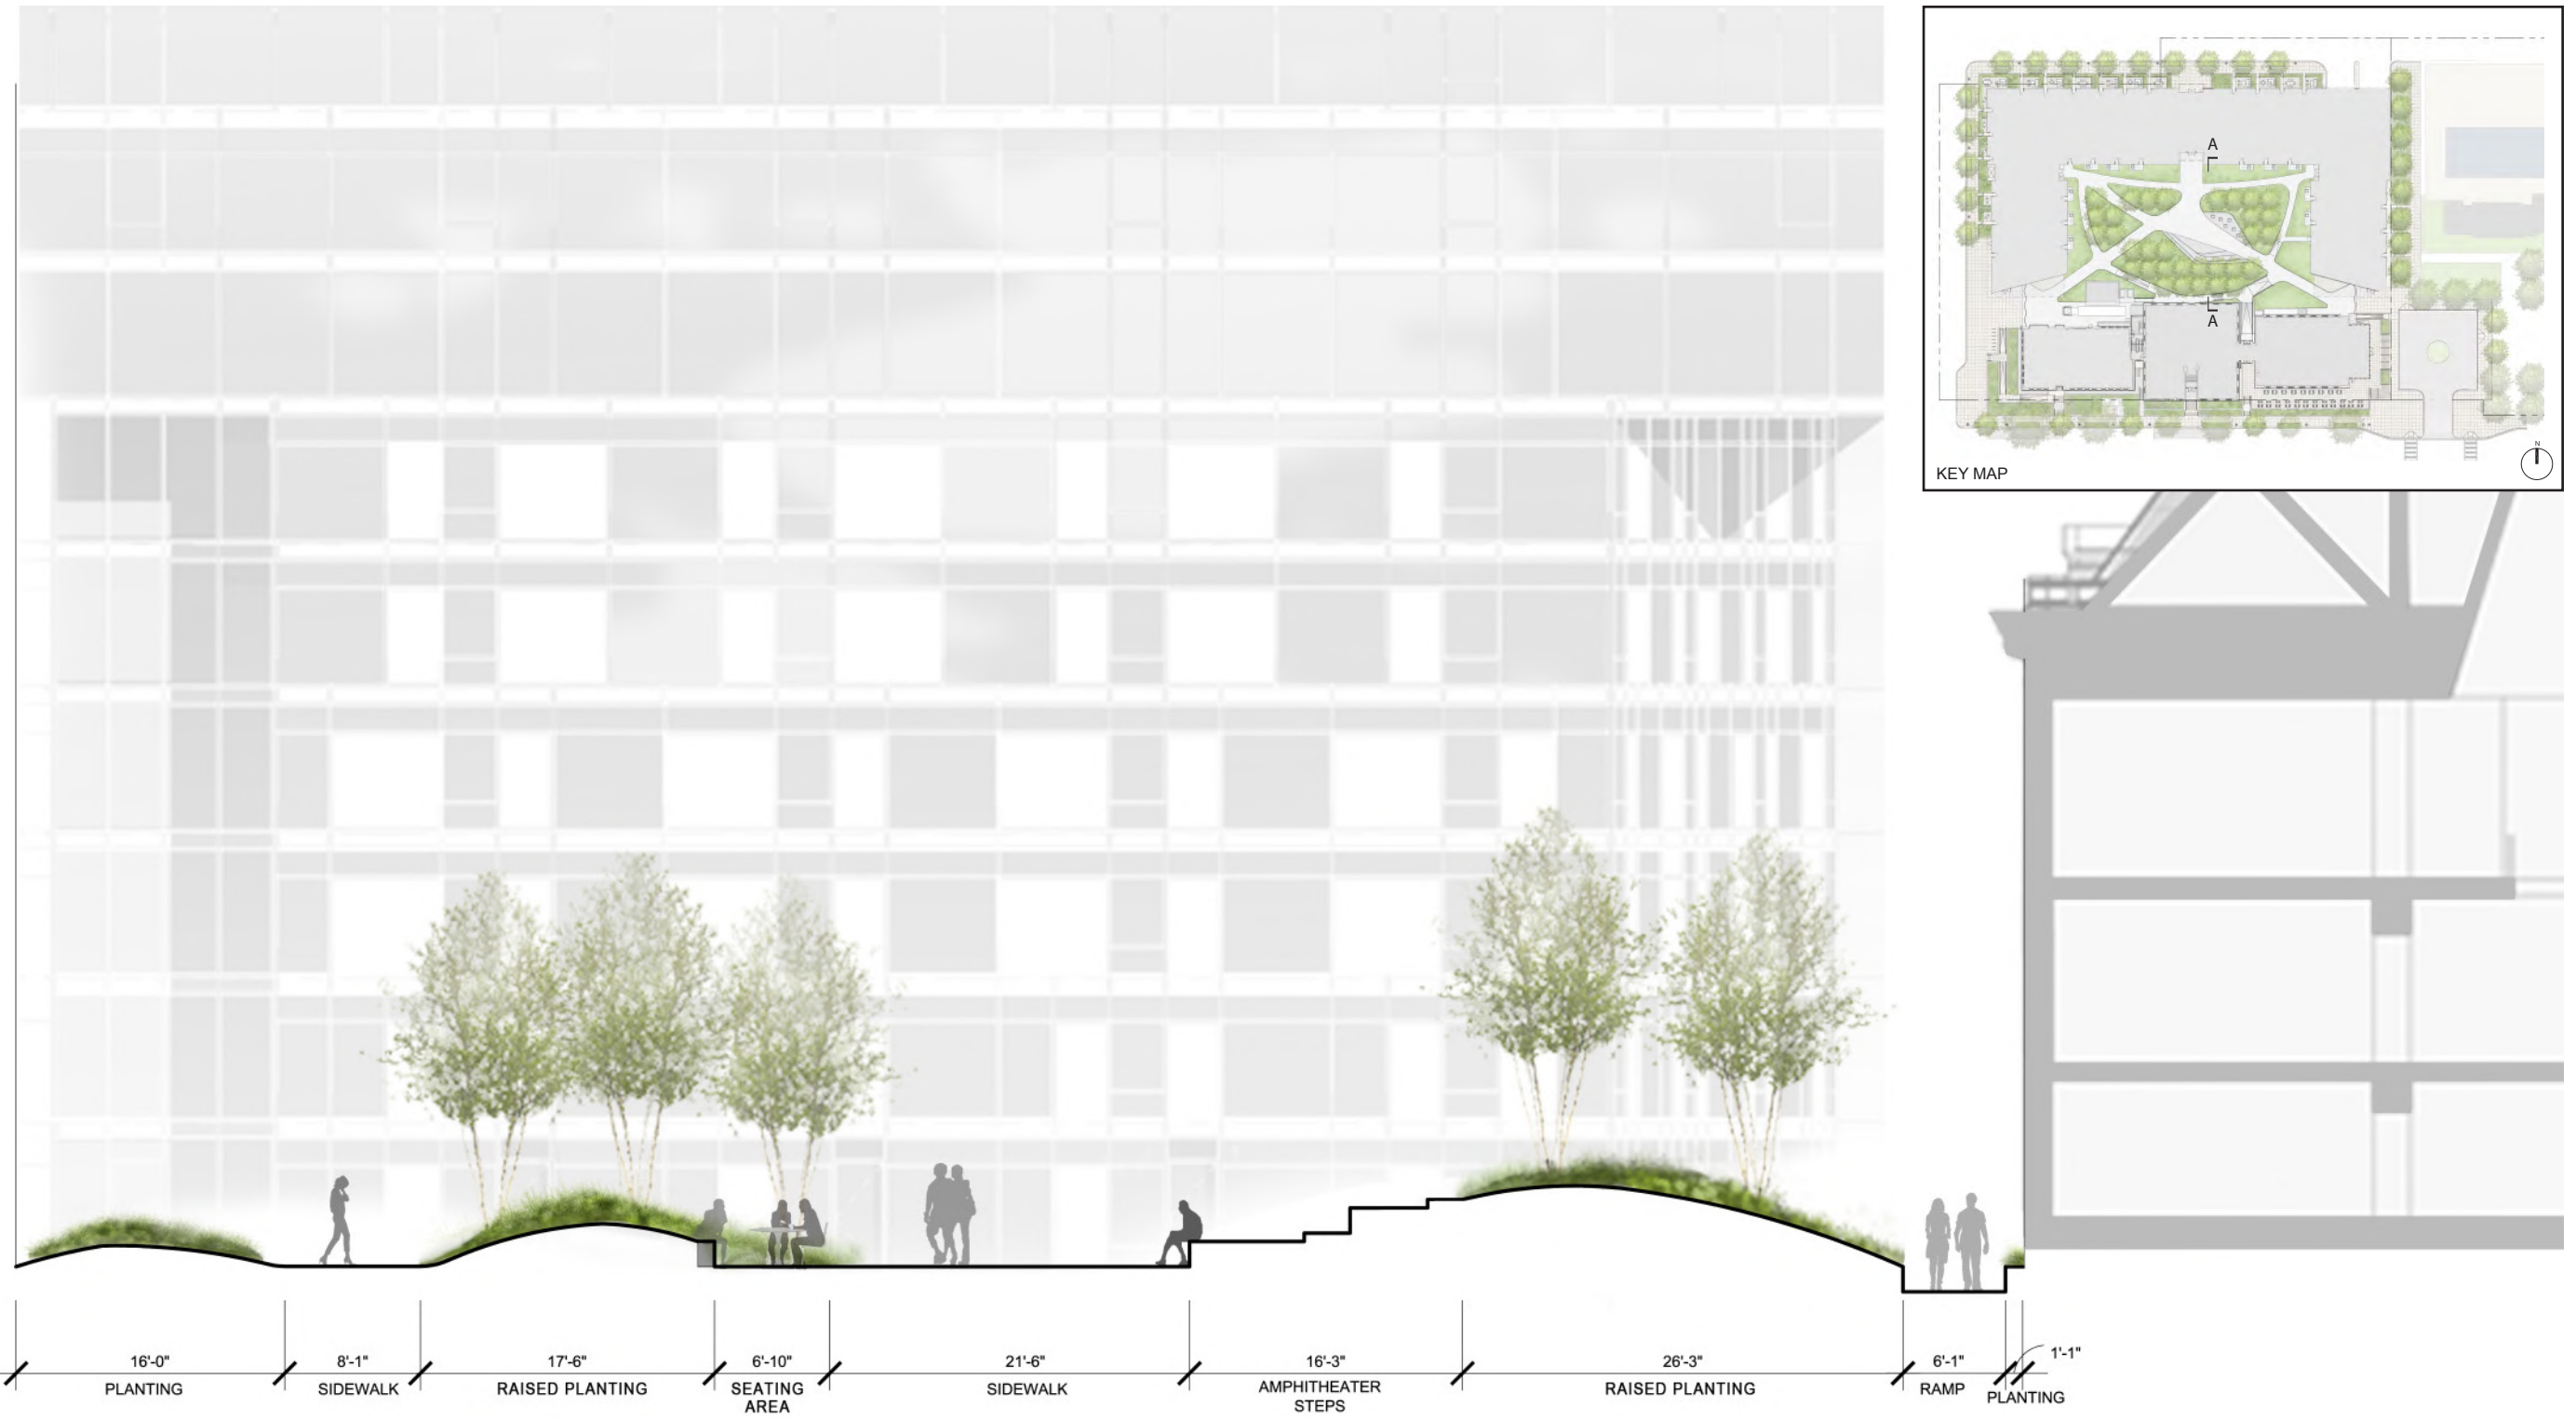 A
A
N
KEY MAP
16'-0"
8'-1"
17'-6"
6'-10"
21'-6"
16'-3"
26'-3"
6'-1"
1'-1"
PLANTING
SIDEWALK
RAISED PLANTING
SEATING
AREA
SIDEWALK
AMPHITHEATER
STEPS
RAISED PLANTING
RAMP
PLANTING